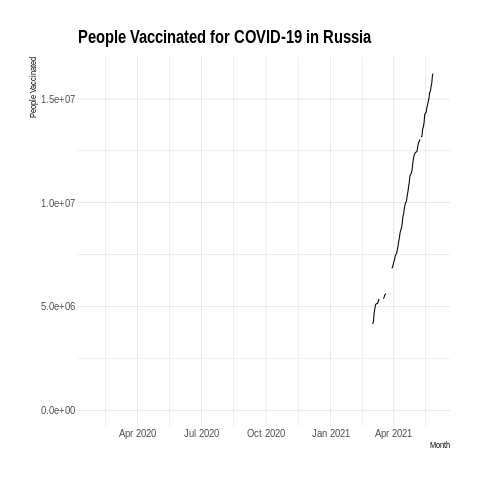 People Vaccinated for COVID-19 in Russia
People Vaccinated
1.5e+07
1.0e+07
5.0e+06
0.0e+00
Apr 2020 Jul 2020 Oct 2020 Jan 2021 Apr 2021
Month